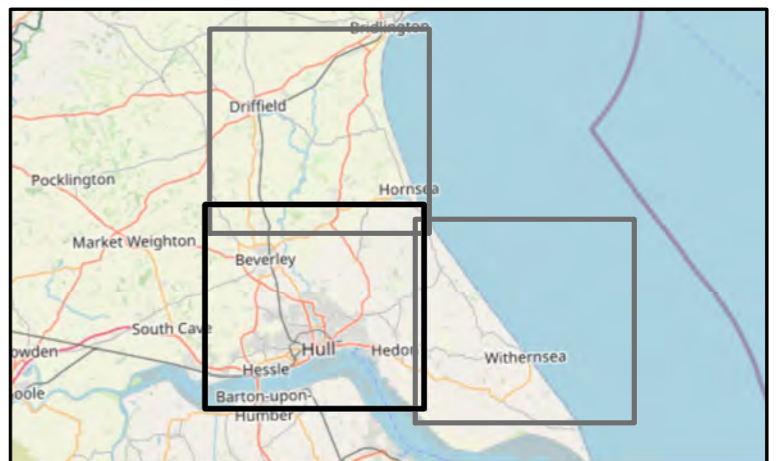 Bridlington
Driffield
Pocklington
Hornsea
Market Weighton
Beverley
South Cave
owden
Hull
Hedon
Withernsea
Hessle
oole
Barton-upon-
Humber